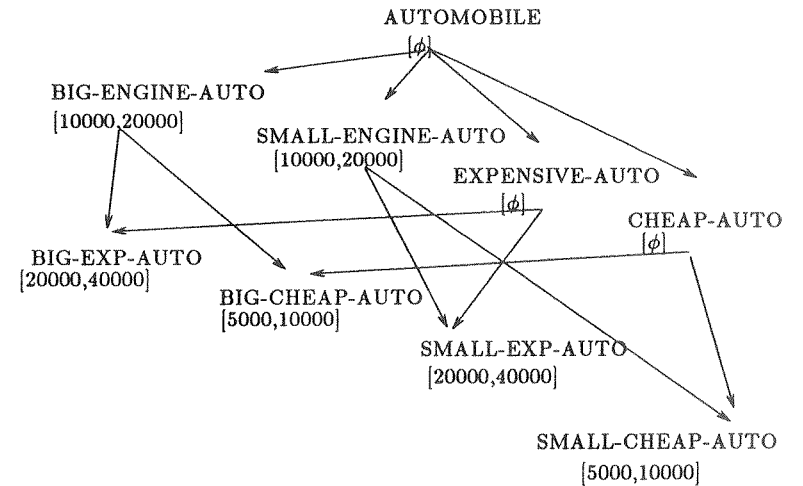 AUTOMOBILE
[ϕ]
BIG-ENGINE-AUTO
[10000,20000]
SMALL-ENGINE-AUTO
[10000,20000]
EXPENSIVE-AUTO
[ϕ]
CHEAP-AUTO
[ϕ]
BIG-EXP-AUTO
[20000,40000]
BIG-CHEAP-AUTO
[5000,10000]
SMALL-EXP-AUTO
[20000,40000]
SMALL-CHEAP-AUTO
[5000,10000]